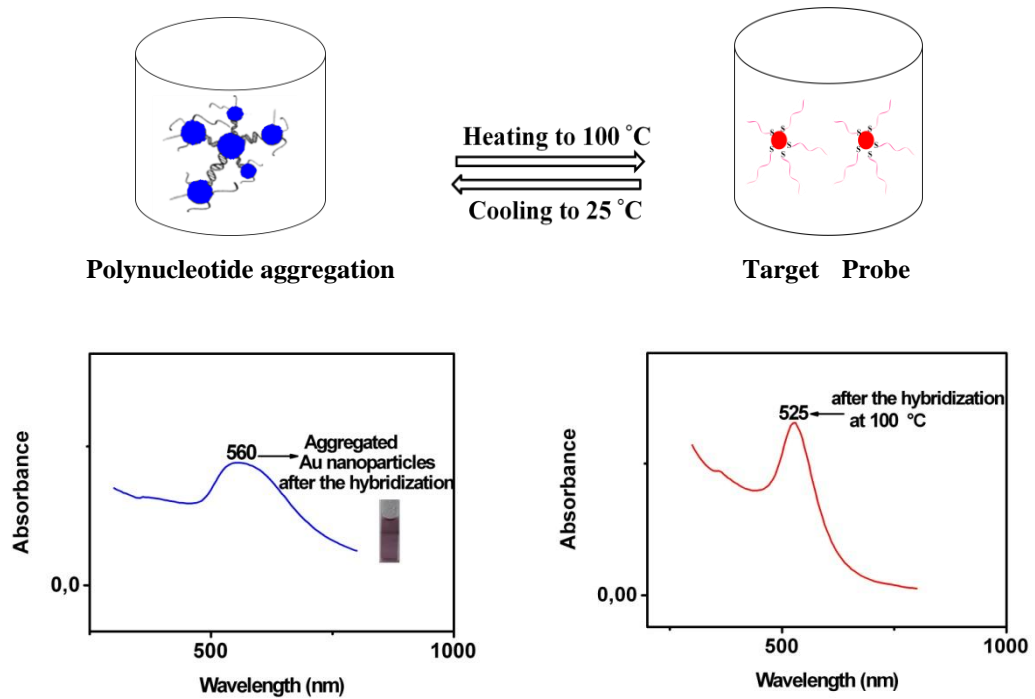 Heating to 100 °C
Cooling to 25 °C
S S S S S
S S S S S
Polynucleotide aggregation
Target Probe
Absorbance
0,0
560
Aggregated
Au nanoparticles
after the hybridization
500
1000
Wavelength (nm)
Absorbance
0,00
525
after the hybridization
at 100 °C
500
1000
Wavelength (nm)